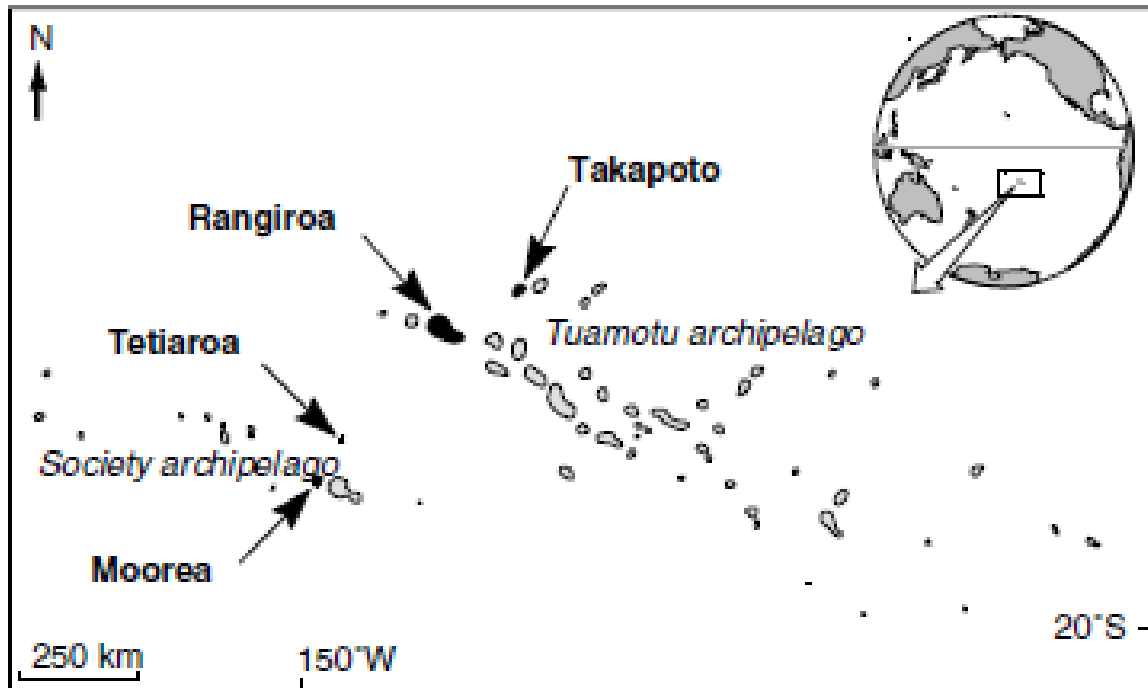 N
Takapoto
Rangiroa
Tuamotu archipelago
Tetiaroa
Society archipelago
Moorea
20°S
250 km
150°W